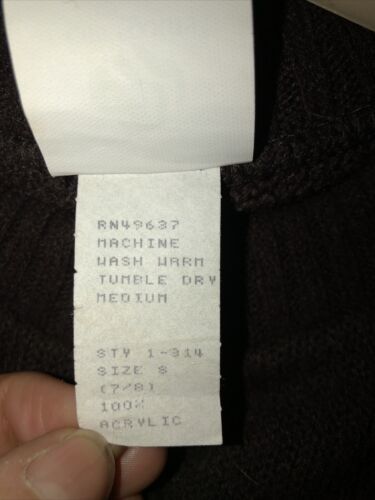 RN49637
MACHINE
WASH WARM
TUMBLE DRY
MEDIUM
STY 1-314
SIZE S
(7/8)
100%
ACRYLIC